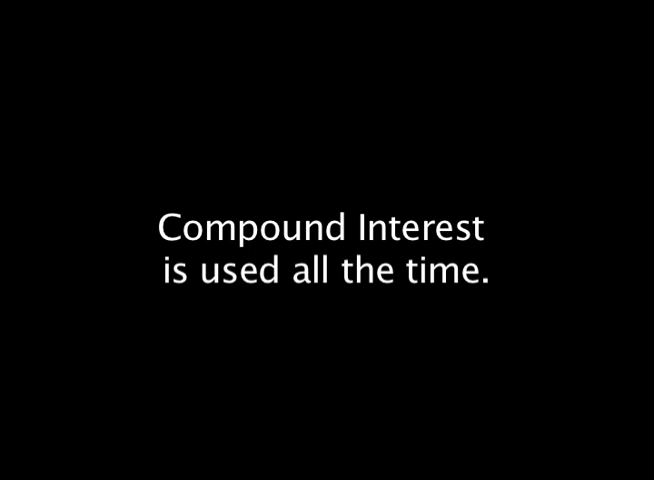 Compound Interest
is used all the time.